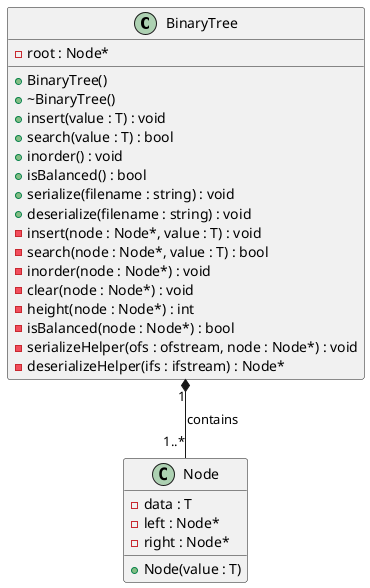 C BinaryTree
root : Node*
BinaryTree()
~BinaryTree()
insert(value : T) : void
search(value : T) : bool
inorder() : void
isBalanced() : bool
serialize(filename : string) : void
deserialize(filename : string) : void
insert(node : Node*, value : T) : void
search(node : Node*, value : T) : bool
inorder(node : Node*) : void
clear(node : Node*) : void
height(node : Node*) : int
isBalanced(node : Node*) : bool
serializeHelper(ofs : ofstream, node : Node*) : void
deserializeHelper(ifs : ifstream) : Node*
1
contains
1..*
C Node
data : T
left : Node*
right : Node*
Node(value : T)